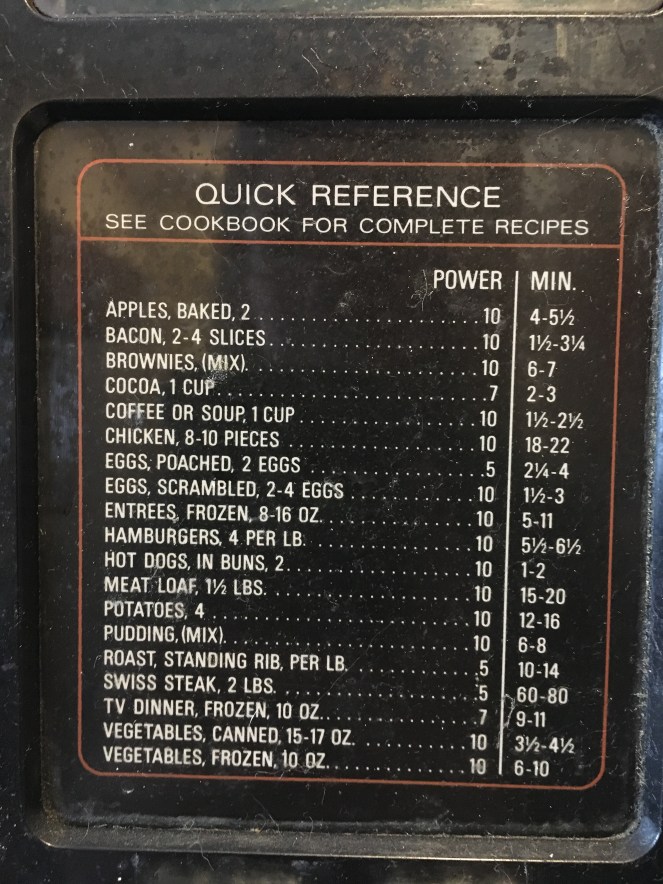 QUICK REFERENCE
SEE COOKBOOK FOR COMPLETE RECIPES
POWER MIN.
APPLES, BAKED, 2 10 4-5½
BACON, 2-4 SLICES 10 1½-3¼
BROWNIES, (MIX) 10 6-7
COCOA, 1 CUP 7 2-3
COFFEE OR SOUP, 1 CUP 10 1½-2½
CHICKEN, 8-10 PIECES 10 18-22
EGGS, POACHED, 2 EGGS 5 2¼-4
EGGS, SCRAMBLED, 2-4 EGGS 10 1½-3
ENTREES, FROZEN, 8-16 OZ. 10 5-11
HAMBURGERS, 4 PER LB. 10 5½-6½
HOT DOGS, IN BUNS, 2 10 1-2
MEAT LOAF, 1½ LBS. 10 15-20
POTATOES, 4 10 12-16
PUDDING, (MIX) 10 6-8
ROAST, STANDING RIB, PER LB. 5 10-14
SWISS STEAK, 2 LBS. 5 60-80
TV DINNER, FROZEN, 10 OZ. 7 9-11
VEGETABLES, CANNED, 15-17 OZ. 10 3½-4½
VEGETABLES, FROZEN, 10 OZ. 10 6-10